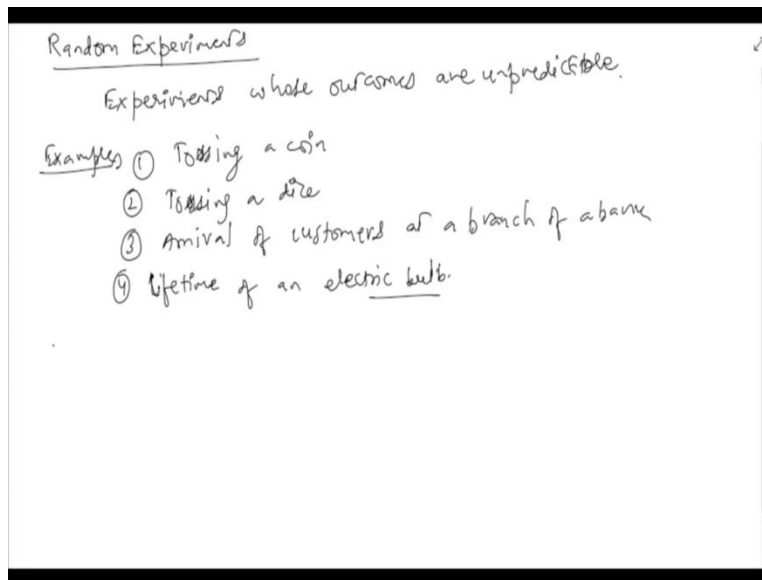 Random Experiments
Experiments whose outcomes are unpredictable.
Examples ① Tossing a coin
② Tossing a dice
③ Arrival of customers at a branch of a bank
④ Lifetime of an electric bulb.